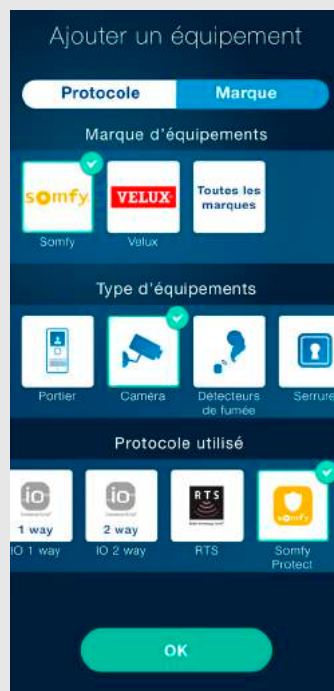 Ajouter un équipement
Protocole Marque
Marque d'équipements
somfy. VELUX Toutes les
marques
Somfy Velux
Type d'équipements
Portier Caméra Détecteurs Serrure
de fumée
Protocole utilisé
io io RTS somfy
1 way 2 way
IO 1 way IO 2 way RTS Somfy
Protect
OK